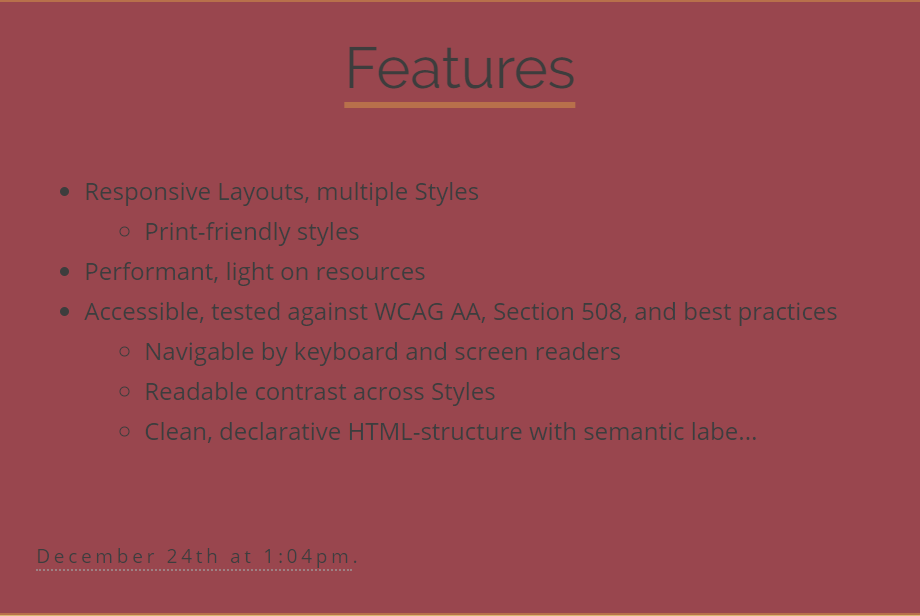 Features
Responsive Layouts, multiple Styles
Print-friendly styles
Performant, light on resources
Accessible, tested against WCAG AA, Section 508, and best practices
Navigable by keyboard and screen readers
Readable contrast across Styles
Clean, declarative HTML-structure with semantic labe...
December 24th at 1:04pm.